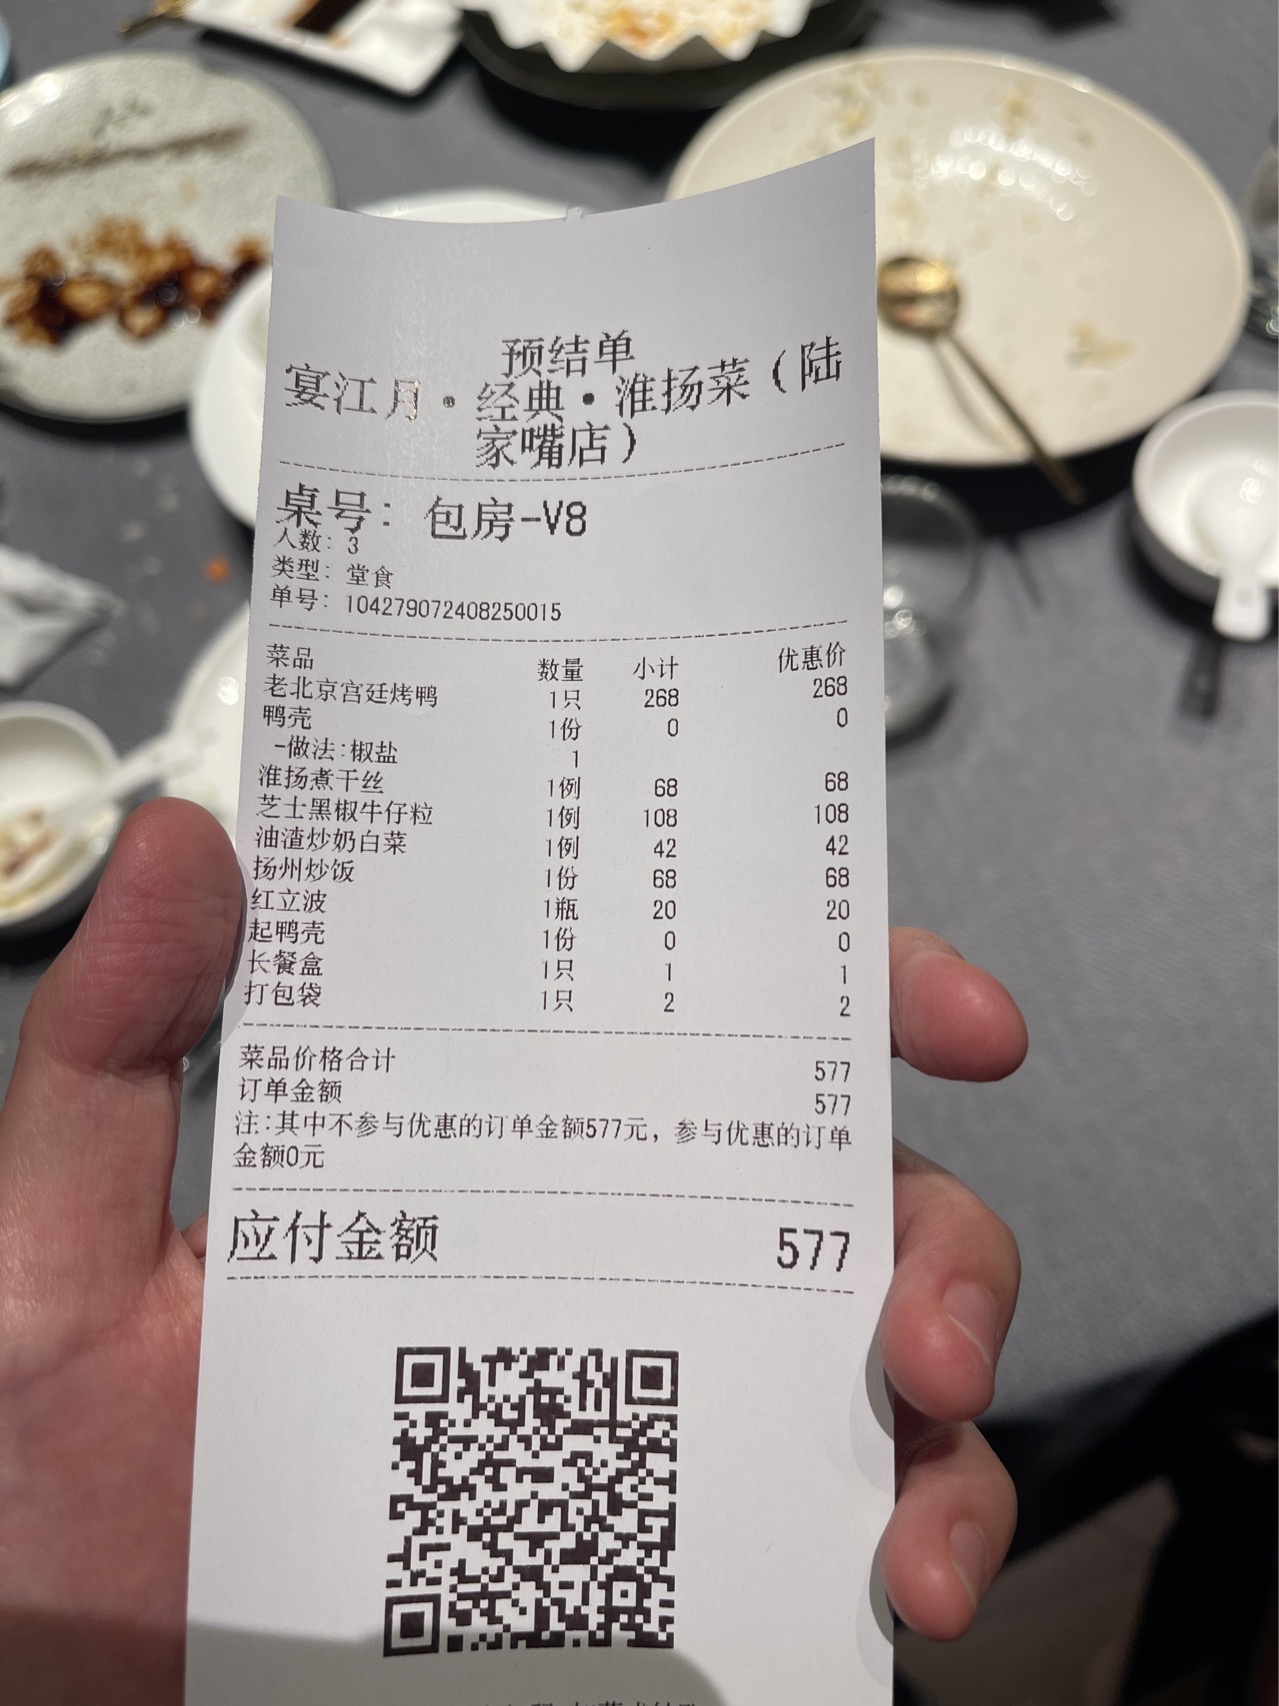 预结单
宴江月·经典·淮扬菜（陆
家嘴店）
桌号：包房-V8
人数：3
类型：堂食
单号：104279072408250015
菜品 数量 小计 优惠价
老北京宫廷烤鸭 1只 268 268
鸭壳 1份 0 0
-做法:椒盐 1
淮扬煮干丝 1例 68 68
芝士黑椒牛仔粒 1例 108 108
油渣炒奶白菜 1例 42 42
扬州炒饭 1份 68 68
红立波 1瓶 20 20
起鸭壳 1份 0 0
长餐盒 1只 1 1
打包袋 1只 2 2
菜品价格合计 577
订单金额 577
注:其中不参与优惠的订单金额577元，参与优惠的订单
金额0元
应付金额 577